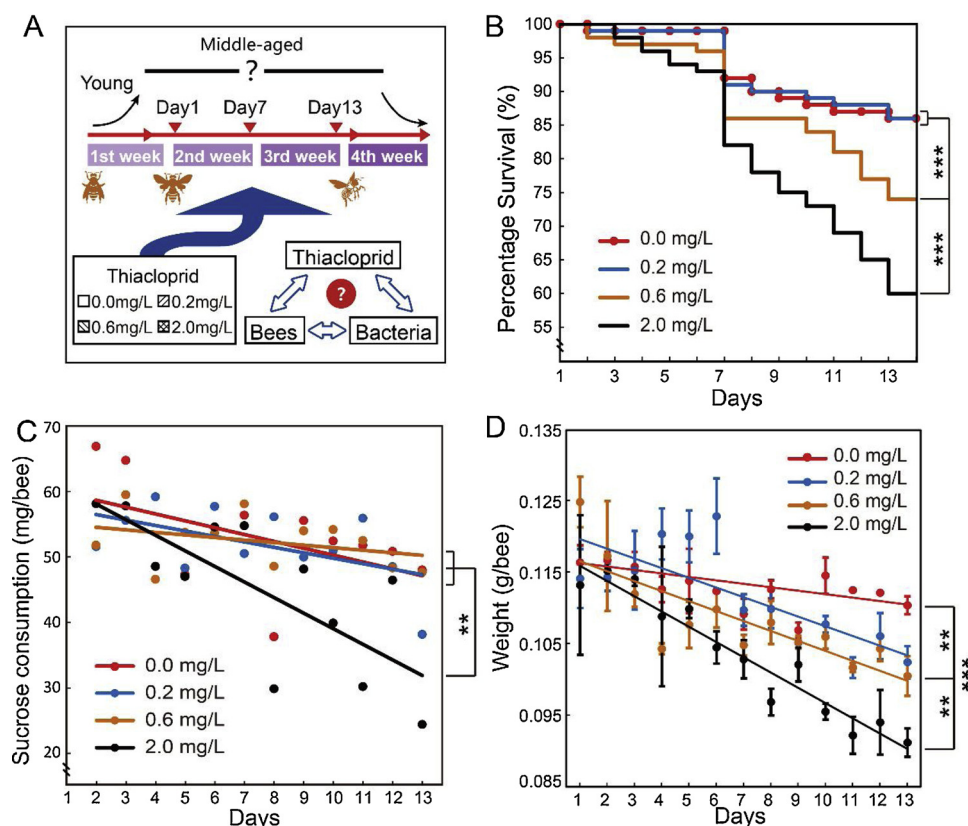 A
Middle-aged
?
Young
Day1 Day7 Day13
1st week 2nd week 3rd week 4th week
Thiacloprid
0.0mg/L 0.2mg/L
0.6mg/L 2.0mg/L
Thiacloprid
?
Bees Bacteria
B
Percentage Survival (%)
100
95
90
85
80
75
70
65
60
55
0.0 mg/L
0.2 mg/L
0.6 mg/L
2.0 mg/L
***
***
1 3 5 7 9 11 13
Days
C
Sucrose consumption (mg/bee)
70
60
50
40
30
20
0.0 mg/L
0.2 mg/L
0.6 mg/L
2.0 mg/L
**
1 2 3 4 5 6 7 8 9 10 11 12 13
Days
D
Weight (g/bee)
0.135
0.125
0.115
0.105
0.095
0.085
0.0 mg/L
0.2 mg/L
0.6 mg/L
2.0 mg/L
**
**
***
1 2 3 4 5 6 7 8 9 10 11 12 13
Days